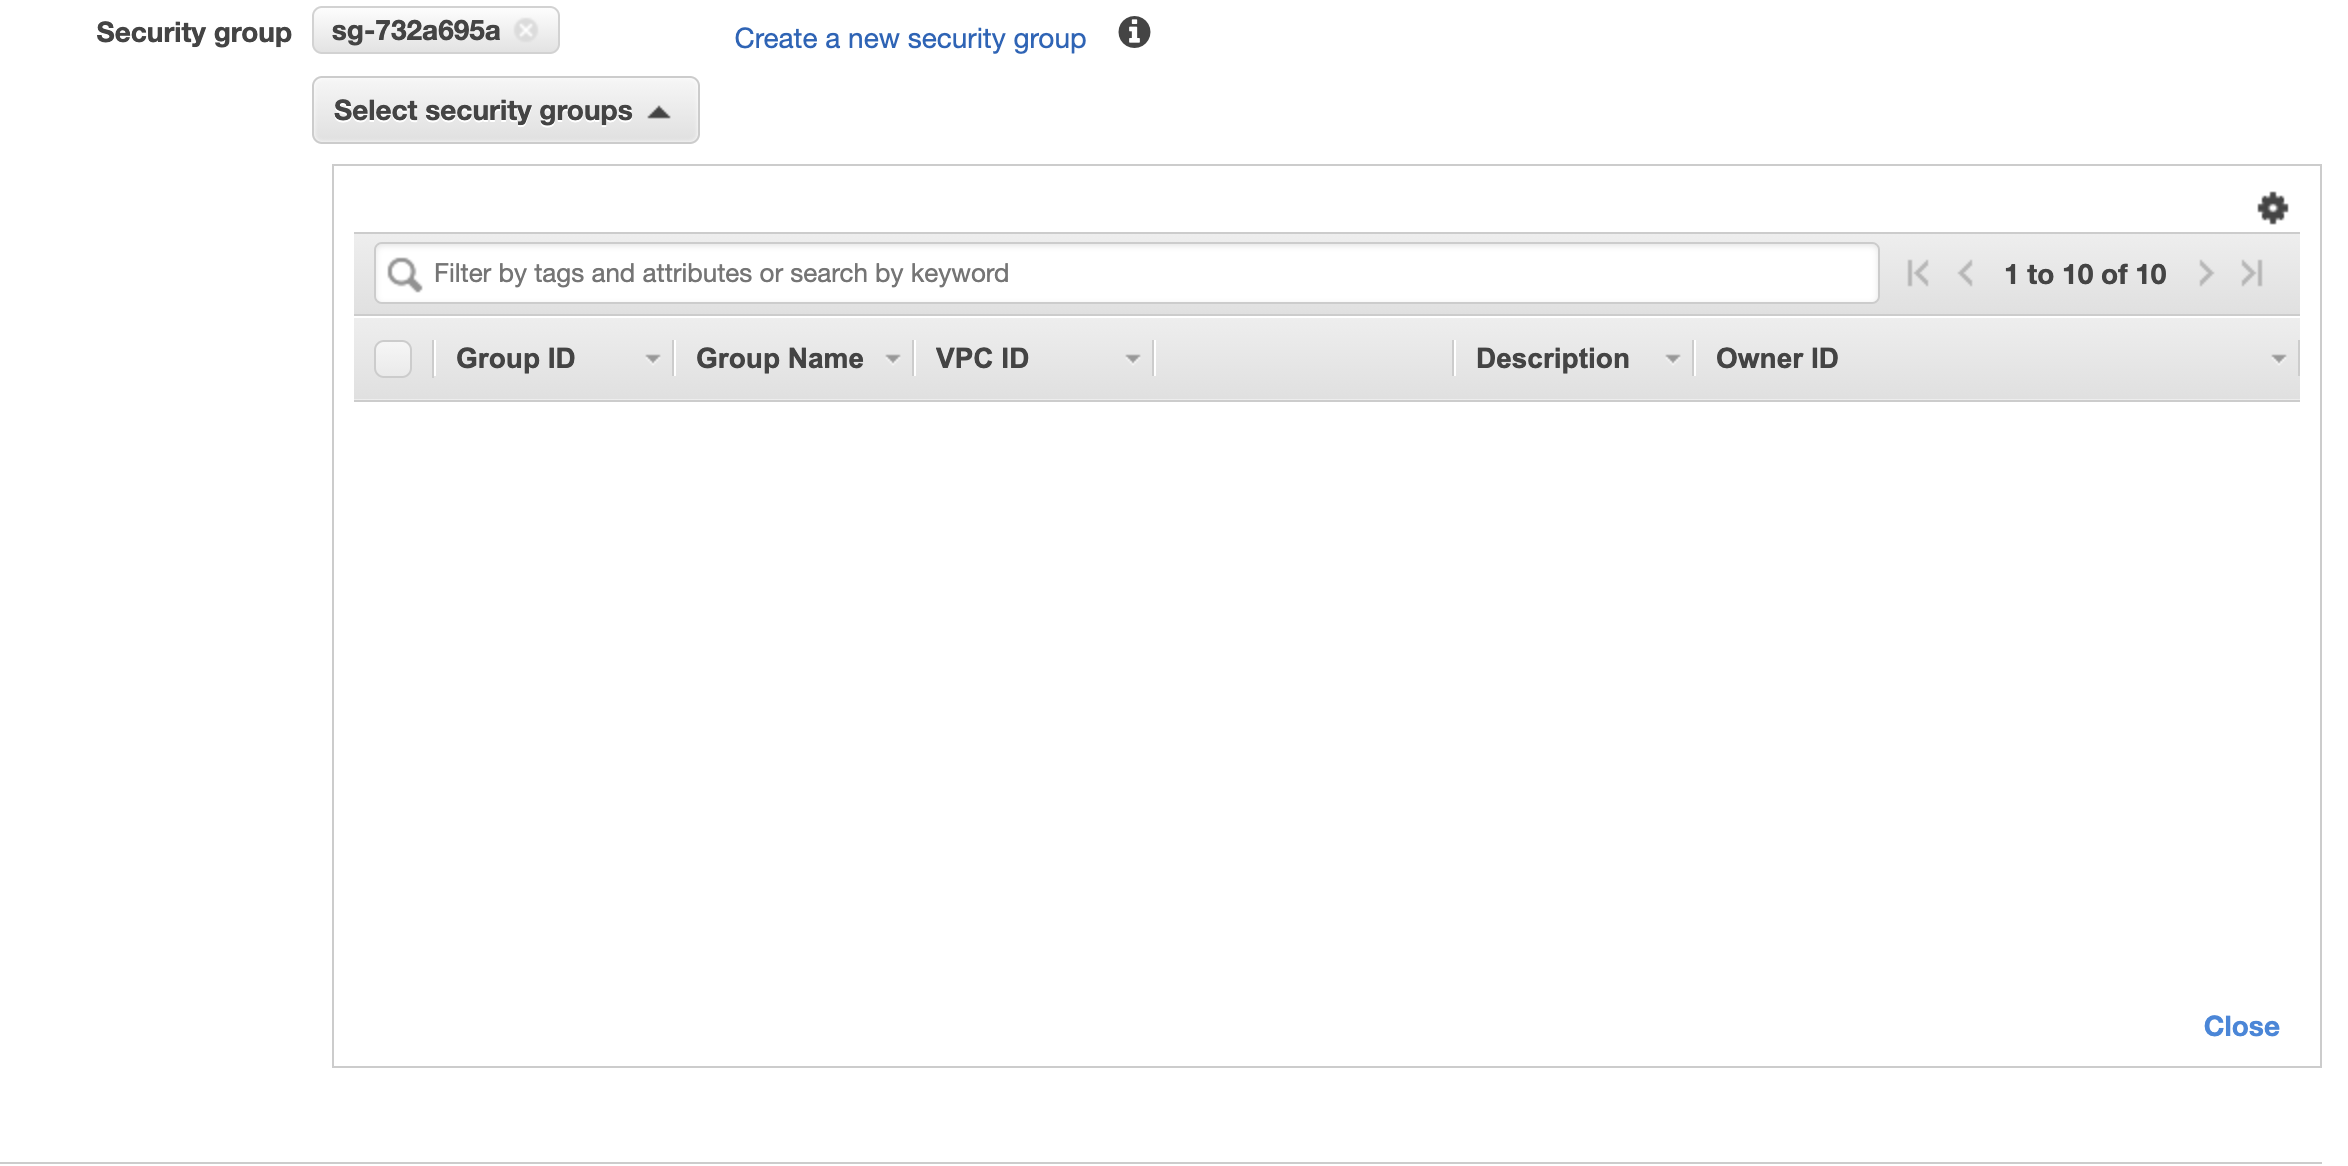 Security group sg-732a695a Create a new security group
Select security groups
Filter by tags and attributes or search by keyword 1 to 10 of 10
Group ID Group Name VPC ID Description Owner ID
Close